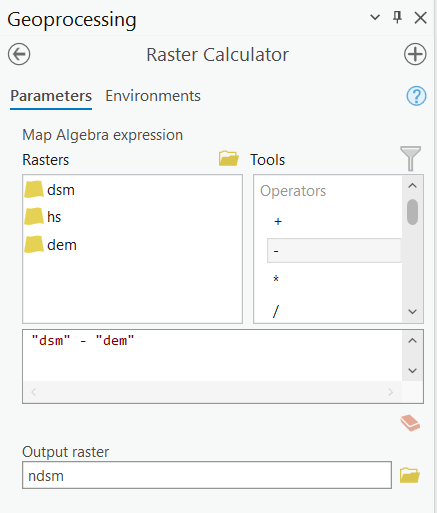 Geoprocessing
Raster Calculator
Parameters Environments
?
Map Algebra expression
Rasters Tools
dsm
hs
dem
Operators
+
-
*
/
"dsm" - "dem"
Output raster
ndsm